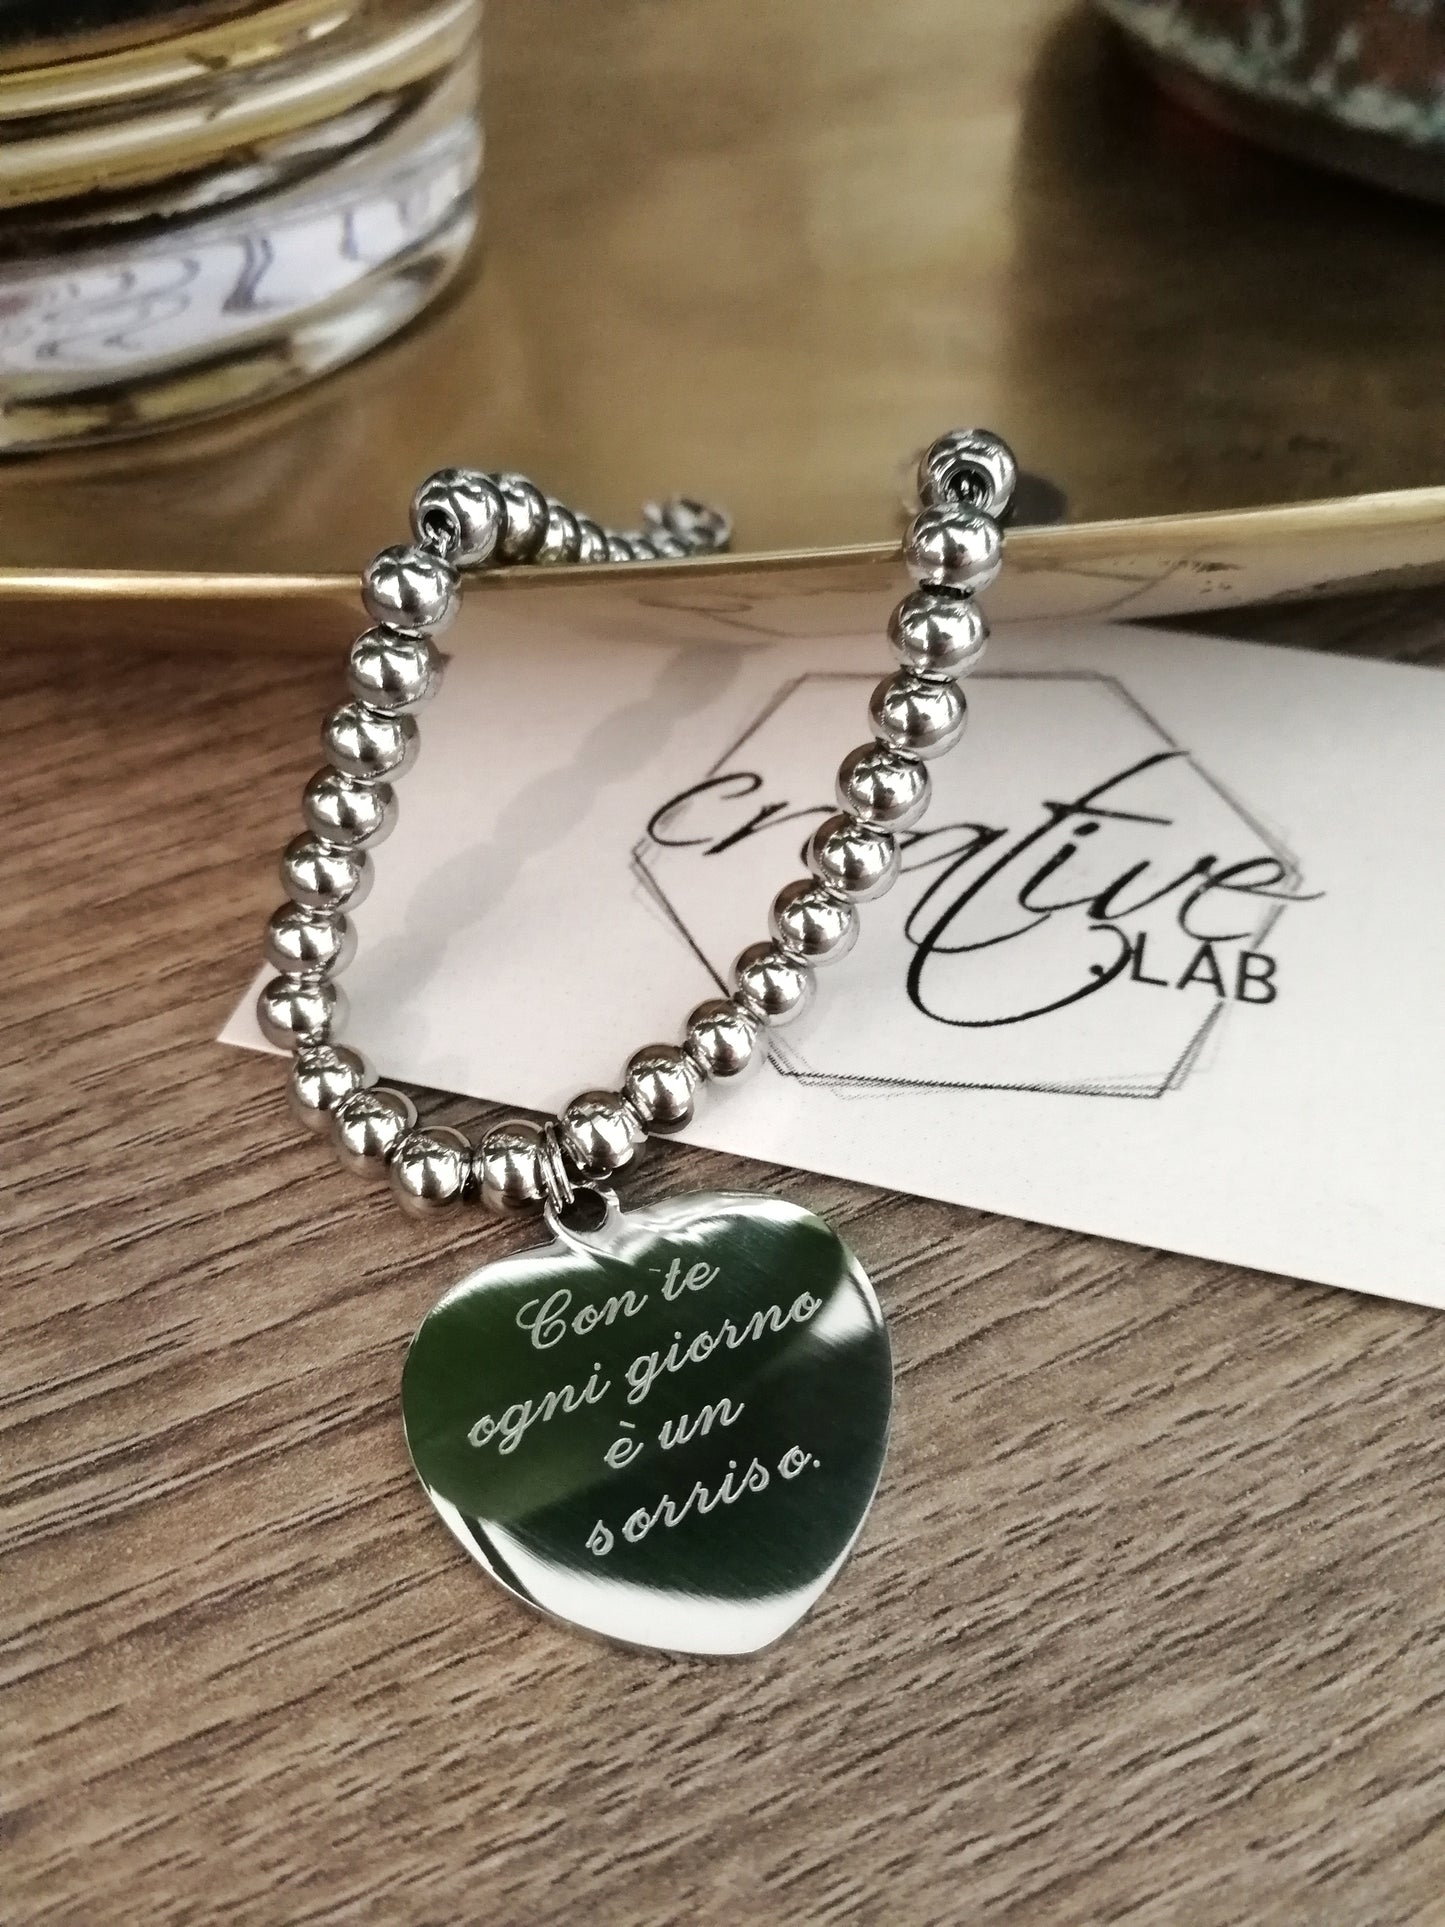 creative
LAB
Con te
ogni giorno
è un
sorriso.